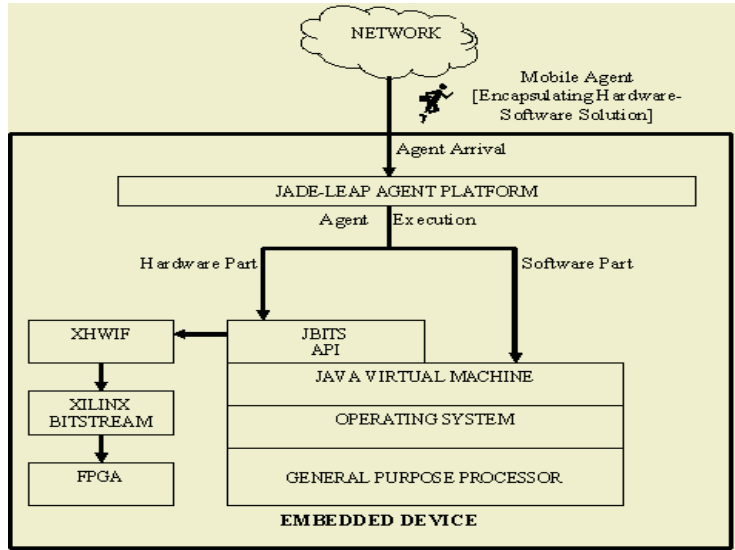 NETWORK
Mobile Agent
[Encapsulating Hardware-
Software Solution]
Agent Arrival
JADE-LEAP AGENT PLATFORM
Agent Execution
Hardware Part
Software Part
XHWIF
JBITS
API
JAVA VIRTUAL MACHINE
XILINX
BITSTREAM
OPERATING SYSTEM
FPGA
GENERAL PURPOSE PROCESSOR
EMBEDDED DEVICE